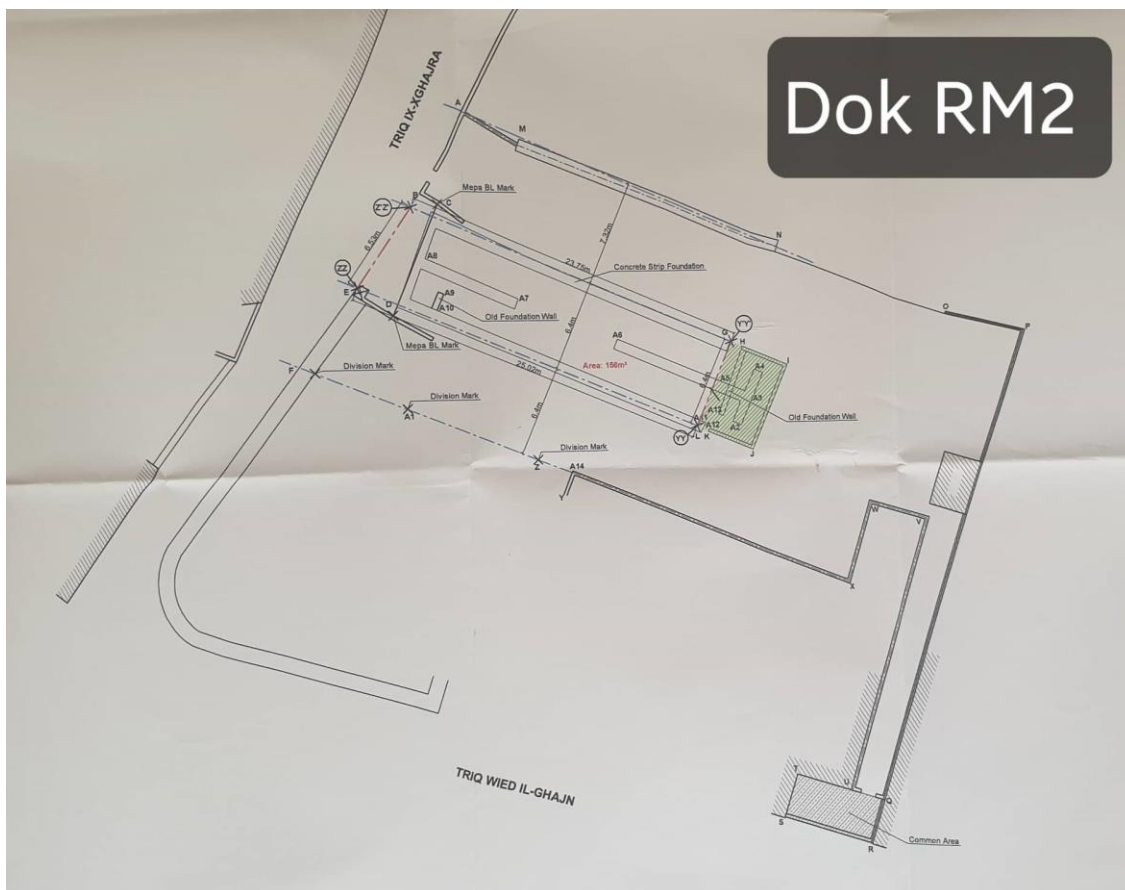 Dok RM2
TRIQ IX-XGHAJRA
A
M
B
Z'Z'
C
Mepa BL Mark
6.53m
7.32m
N
23.75m
Concrete Strip Foundation
A8
ZZ
E
A9
A7
A10
Old Foundation Wall
O
P
D
Mepa BL Mark
6.4m
A6
G
Y'Y'
H
I
Area: 156m²
25.02m
F
Division Mark
A5
A4
A3
Division Mark
A1
6.4m
A13
Old Foundation Wall
A11
A12
A2
YY
L
K
J
Division Mark
Z
A14
Y
W
V
X
TRIQ WIED IL-GHAJN
T
U
Q
S
R
Common Area